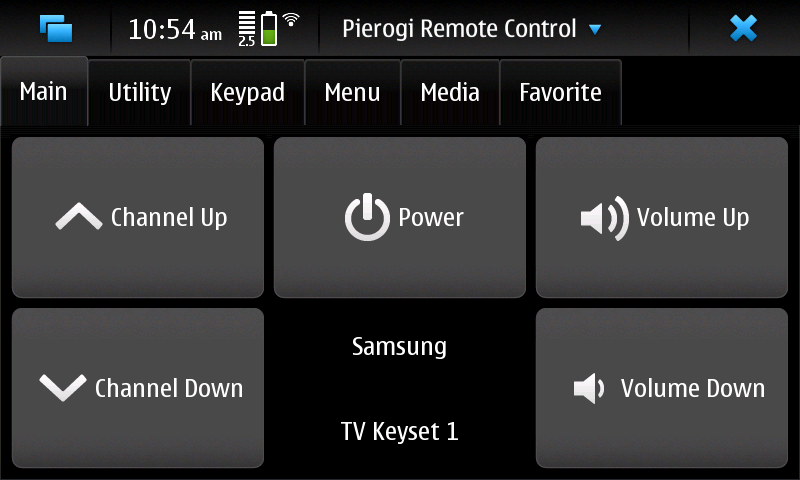 10:54 am
2.5
Pierogi Remote Control
Main
Utility
Keypad
Menu
Media
Favorite
Channel Up
Power
Volume Up
Channel Down
Samsung
TV Keyset 1
Volume Down